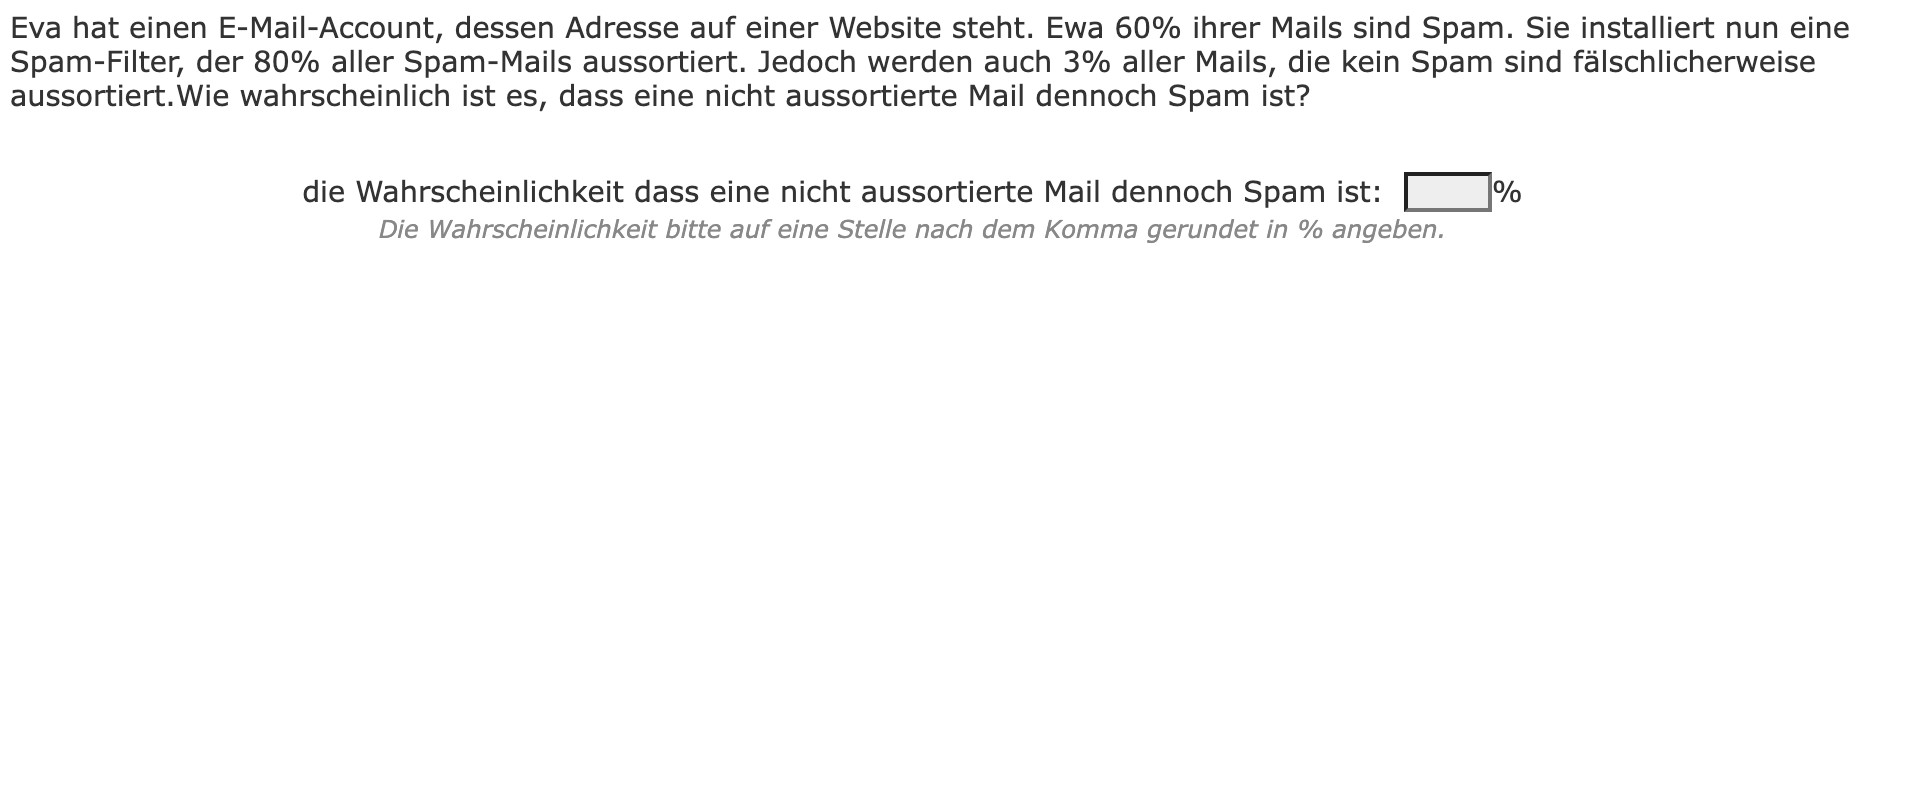 Eva hat einen E-Mail-Account, dessen Adresse auf einer Website steht. Ewa 60% ihrer Mails sind Spam. Sie installiert nun eine
Spam-Filter, der 80% aller Spam-Mails aussortiert. Jedoch werden auch 3% aller Mails, die kein Spam sind fälschlicherweise
aussortiert.Wie wahrscheinlich ist es, dass eine nicht aussortierte Mail dennoch Spam ist?
die Wahrscheinlichkeit dass eine nicht aussortierte Mail dennoch Spam ist: %
Die Wahrscheinlichkeit bitte auf eine Stelle nach dem Komma gerundet in % angeben.